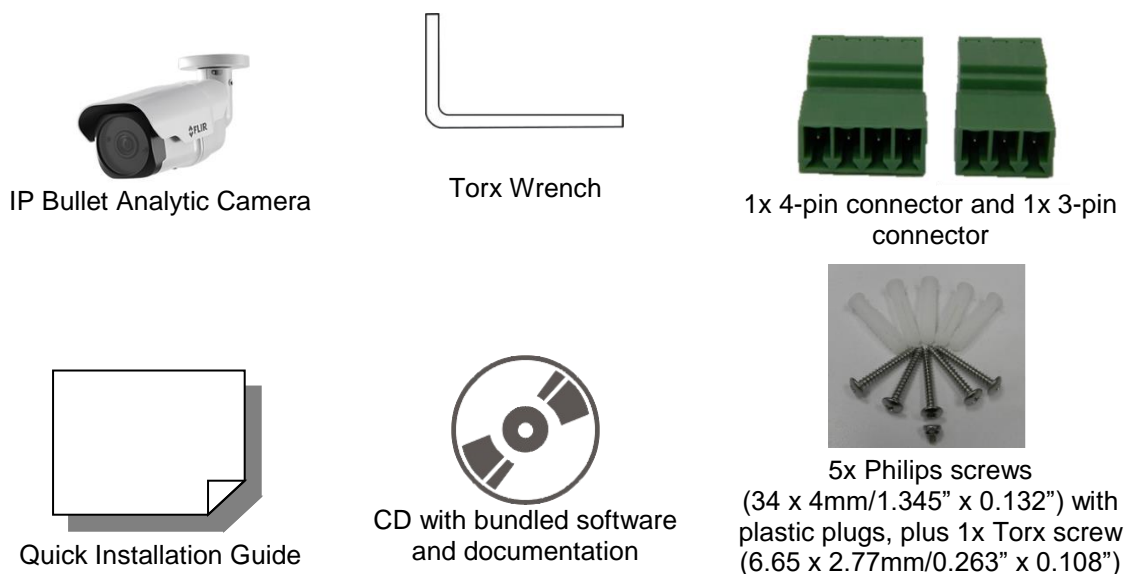 FLIR
IP Bullet Analytic Camera
Torx Wrench
1x 4-pin connector and 1x 3-pin
connector
Quick Installation Guide
CD with bundled software
and documentation
5x Philips screws
(34 x 4mm/1.345” x 0.132”) with
plastic plugs, plus 1x Torx screw
(6.65 x 2.77mm/0.263” x 0.108”)